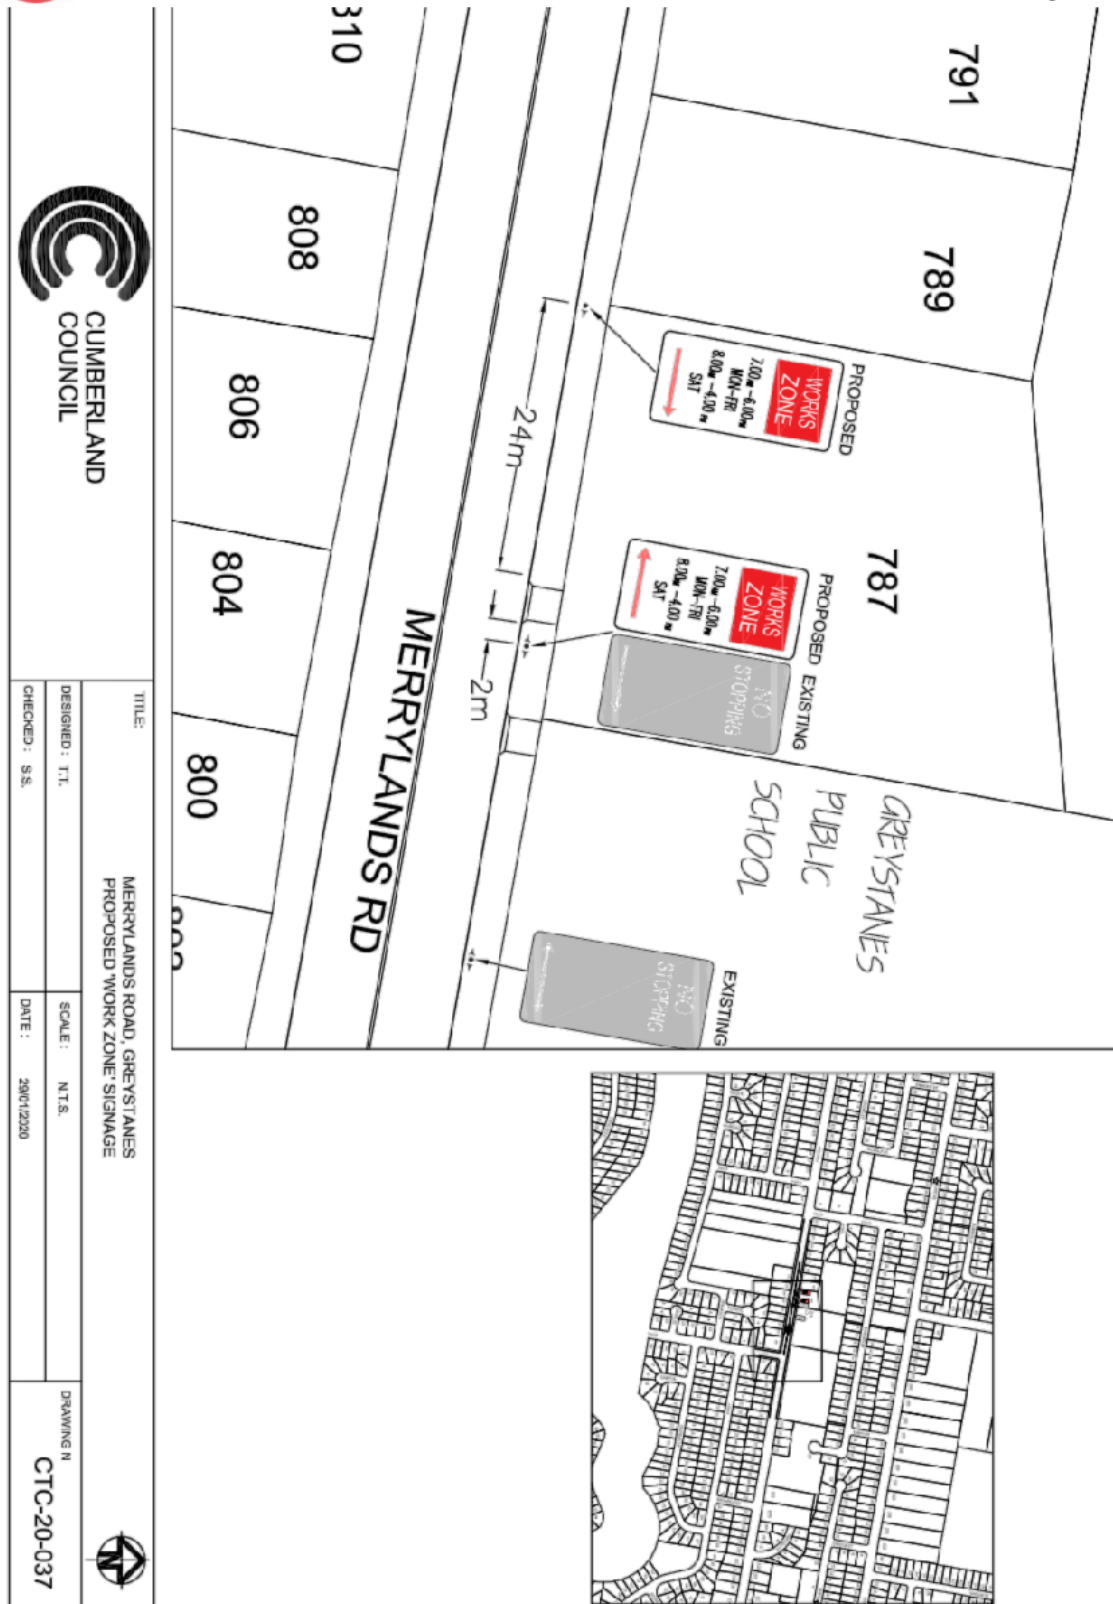 810
808
806
804
800
791
789
787
PROPOSED
WORKS
ZONE
7.00am-6.00pm
MON-FRI
8.00am-4.00pm
SAT
PROPOSED
WORKS
ZONE
7.00am-6.00pm
MON-FRI
8.00am-4.00pm
SAT
EXISTING
NO
STOPPING
EXISTING
NO
STOPPING
24m
2m
MERRYLANDS RD
GREYSTANES
PUBLIC
SCHOOL
CUMBERLAND
COUNCIL
TITLE:
MERRYLANDS ROAD, GREYSTANES
PROPOSED 'WORK ZONE' SIGNAGE
DESIGNED : T.T.
SCALE : N.T.S.
CHECKED : S.S.
DATE : 29/01/2020
DRAWING N
CTC-20-037
N